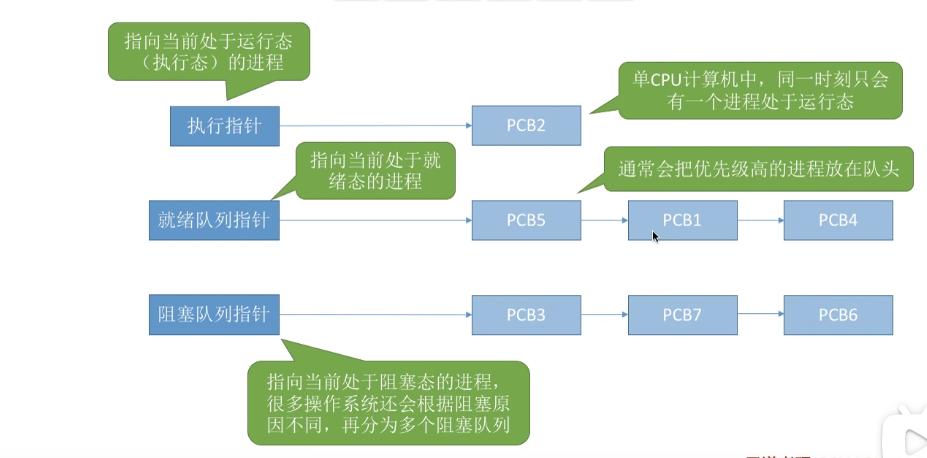 指向当前处于运行态
（执行态）的进程
单CPU计算机中，同一时刻只会
有一个进程处于运行态
执行指针
PCB2
指向当前处于就
绪态的进程
通常会把优先级高的进程放在队头
就绪队列指针
PCB5
PCB1
PCB4
阻塞队列指针
PCB3
PCB7
PCB6
指向当前处于阻塞态的进程，
很多操作系统还会根据阻塞原
因不同，再分为多个阻塞队列